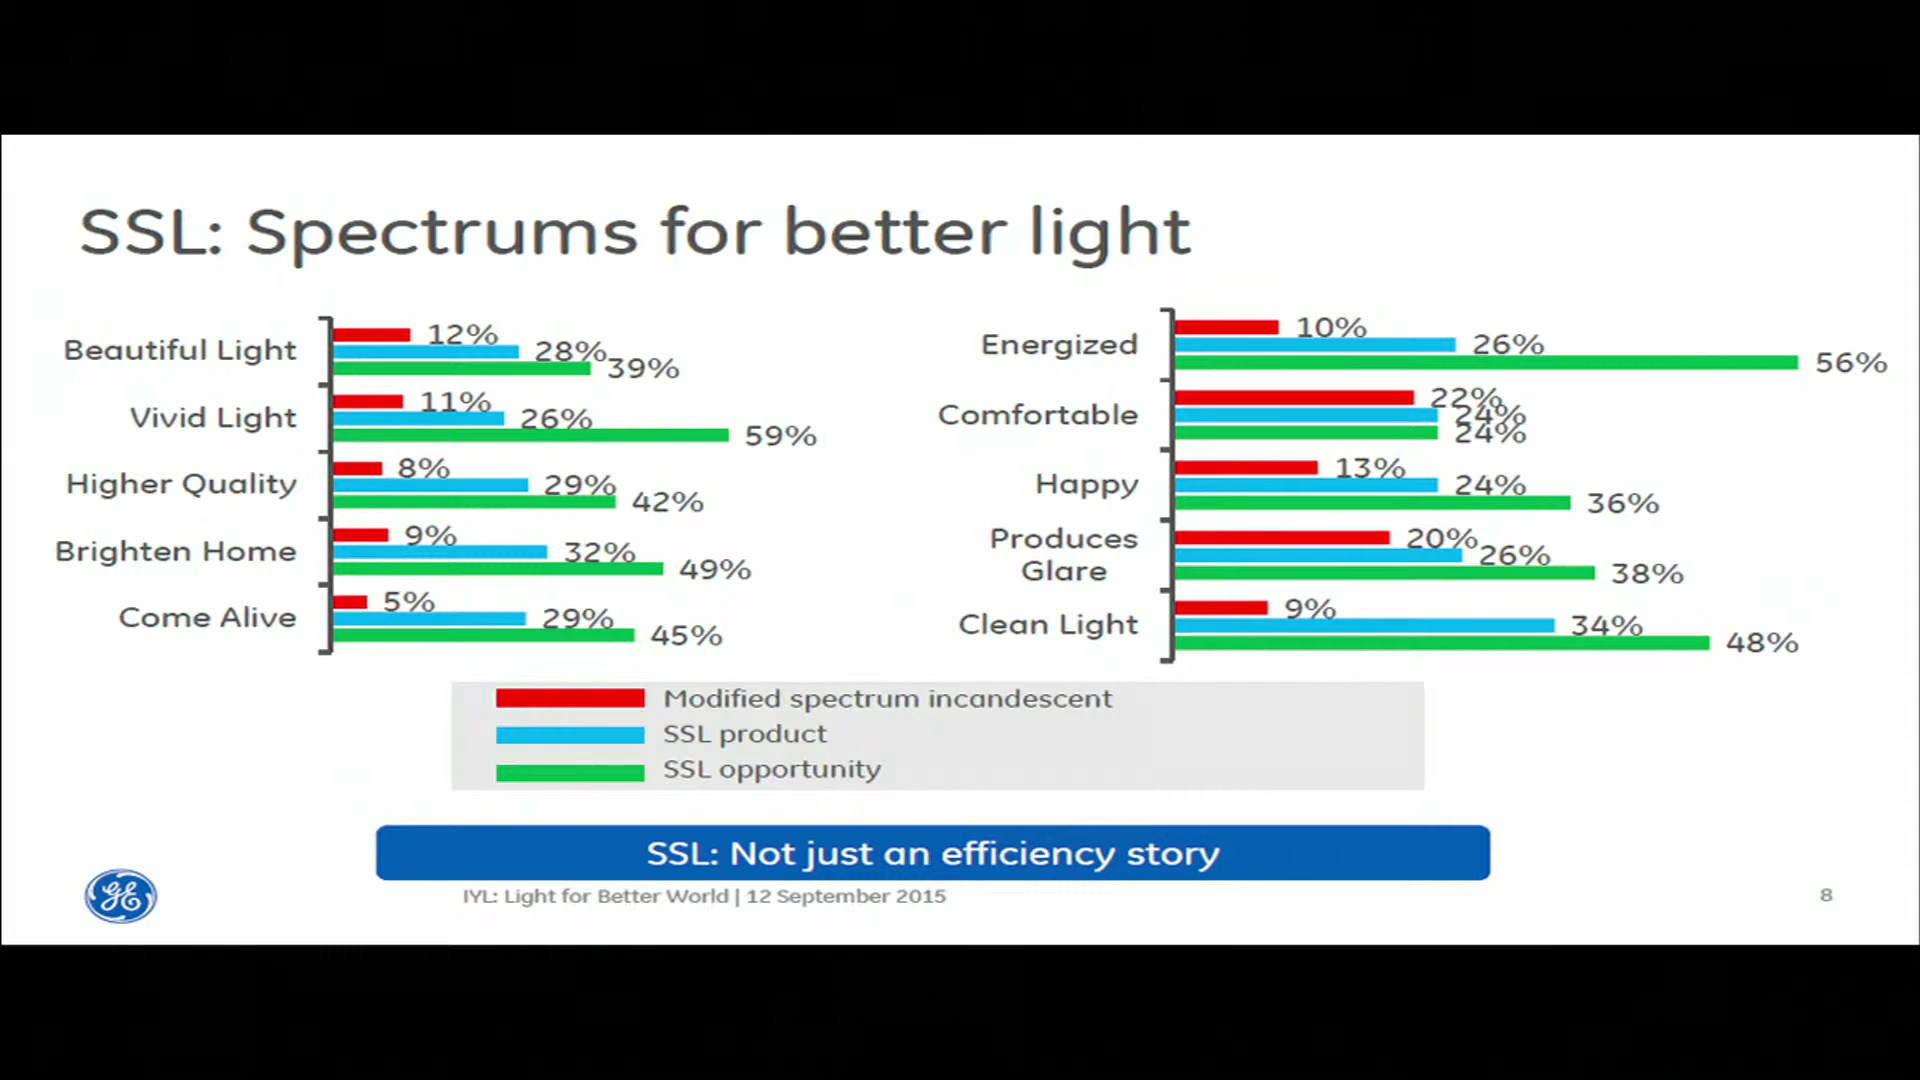 SSL: Spectrums for better light
Beautiful Light
12%
28%
39%
Vivid Light
11%
26%
59%
Higher Quality
8%
29%
42%
Brighten Home
9%
32%
49%
Come Alive
5%
29%
45%
Energized
10%
26%
56%
Comfortable
22%
24%
24%
Happy
13%
24%
36%
Produces
Glare
20%
26%
38%
Clean Light
9%
34%
48%
Modified spectrum incandescent
SSL product
SSL opportunity
SSL: Not just an efficiency story
GE
IYL: Light for Better World | 12 September 2015
8